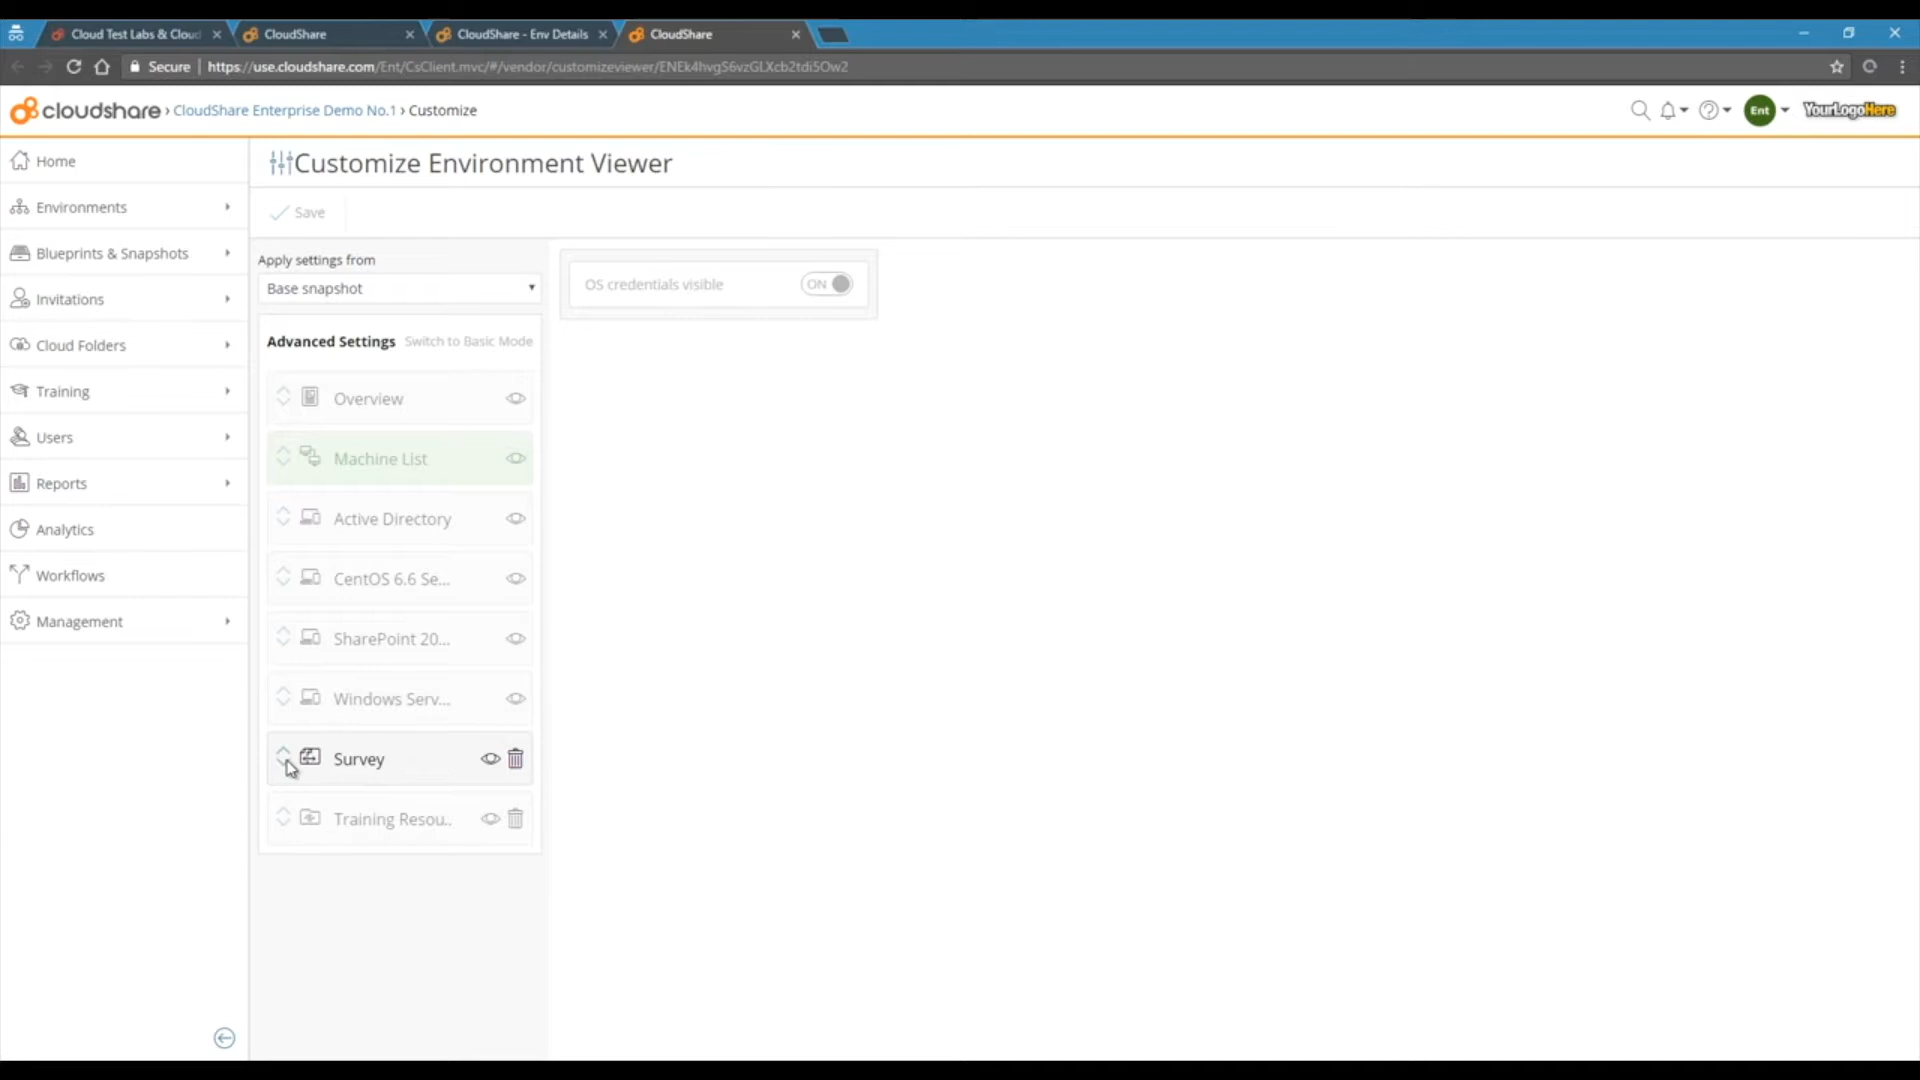 Cloud Test Labs & Cloud
CloudShare
CloudShare - Env Details
CloudShare
Secure
https://use.cloudshare.com/Ent/CsClient.mvc/#/vendor/customizeviewer/ENEk4hvgS6vzGLXcb2tdi5Ow2
cloudshare › CloudShare Enterprise Demo No.1 › Customize
Ent
YourLogoHere
Home
Environments
Blueprints & Snapshots
Invitations
Cloud Folders
Training
Users
Reports
Analytics
Workflows
Management
Customize Environment Viewer
Save
Apply settings from
Base snapshot
Advanced Settings Switch to Basic Mode
Overview
Machine List
Active Directory
CentOS 6.6 Se...
SharePoint 20...
Windows Serv...
Survey
Training Resou..
OS credentials visible
ON